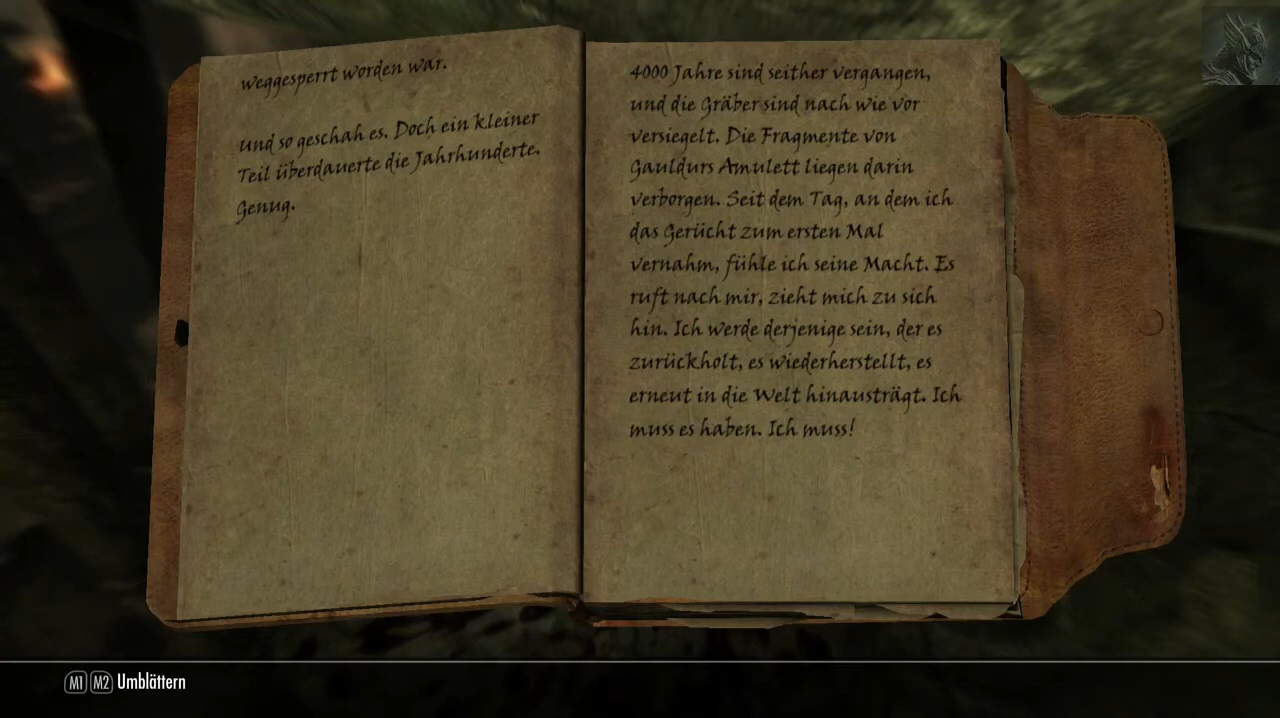 weggesperrt worden war.
Und so geschah es. Doch ein kleiner
Teil überdauerte die Jahrhunderte.
Genug.
4000 Jahre sind seither vergangen,
und die Gräber sind nach wie vor
versiegelt. Die Fragmente von
Gauldurs Amulett liegen darin
verborgen. Seit dem Tag, an dem ich
das Gerücht zum ersten Mal
vernahm, fühle ich seine Macht. Es
ruft nach mir, zieht mich zu sich
hin. Ich werde derjenige sein, der es
zurückholt, es wiederherstellt, es
erneut in die Welt hinausträgt. Ich
muss es haben. Ich muss!
M1 M2 Umblättern